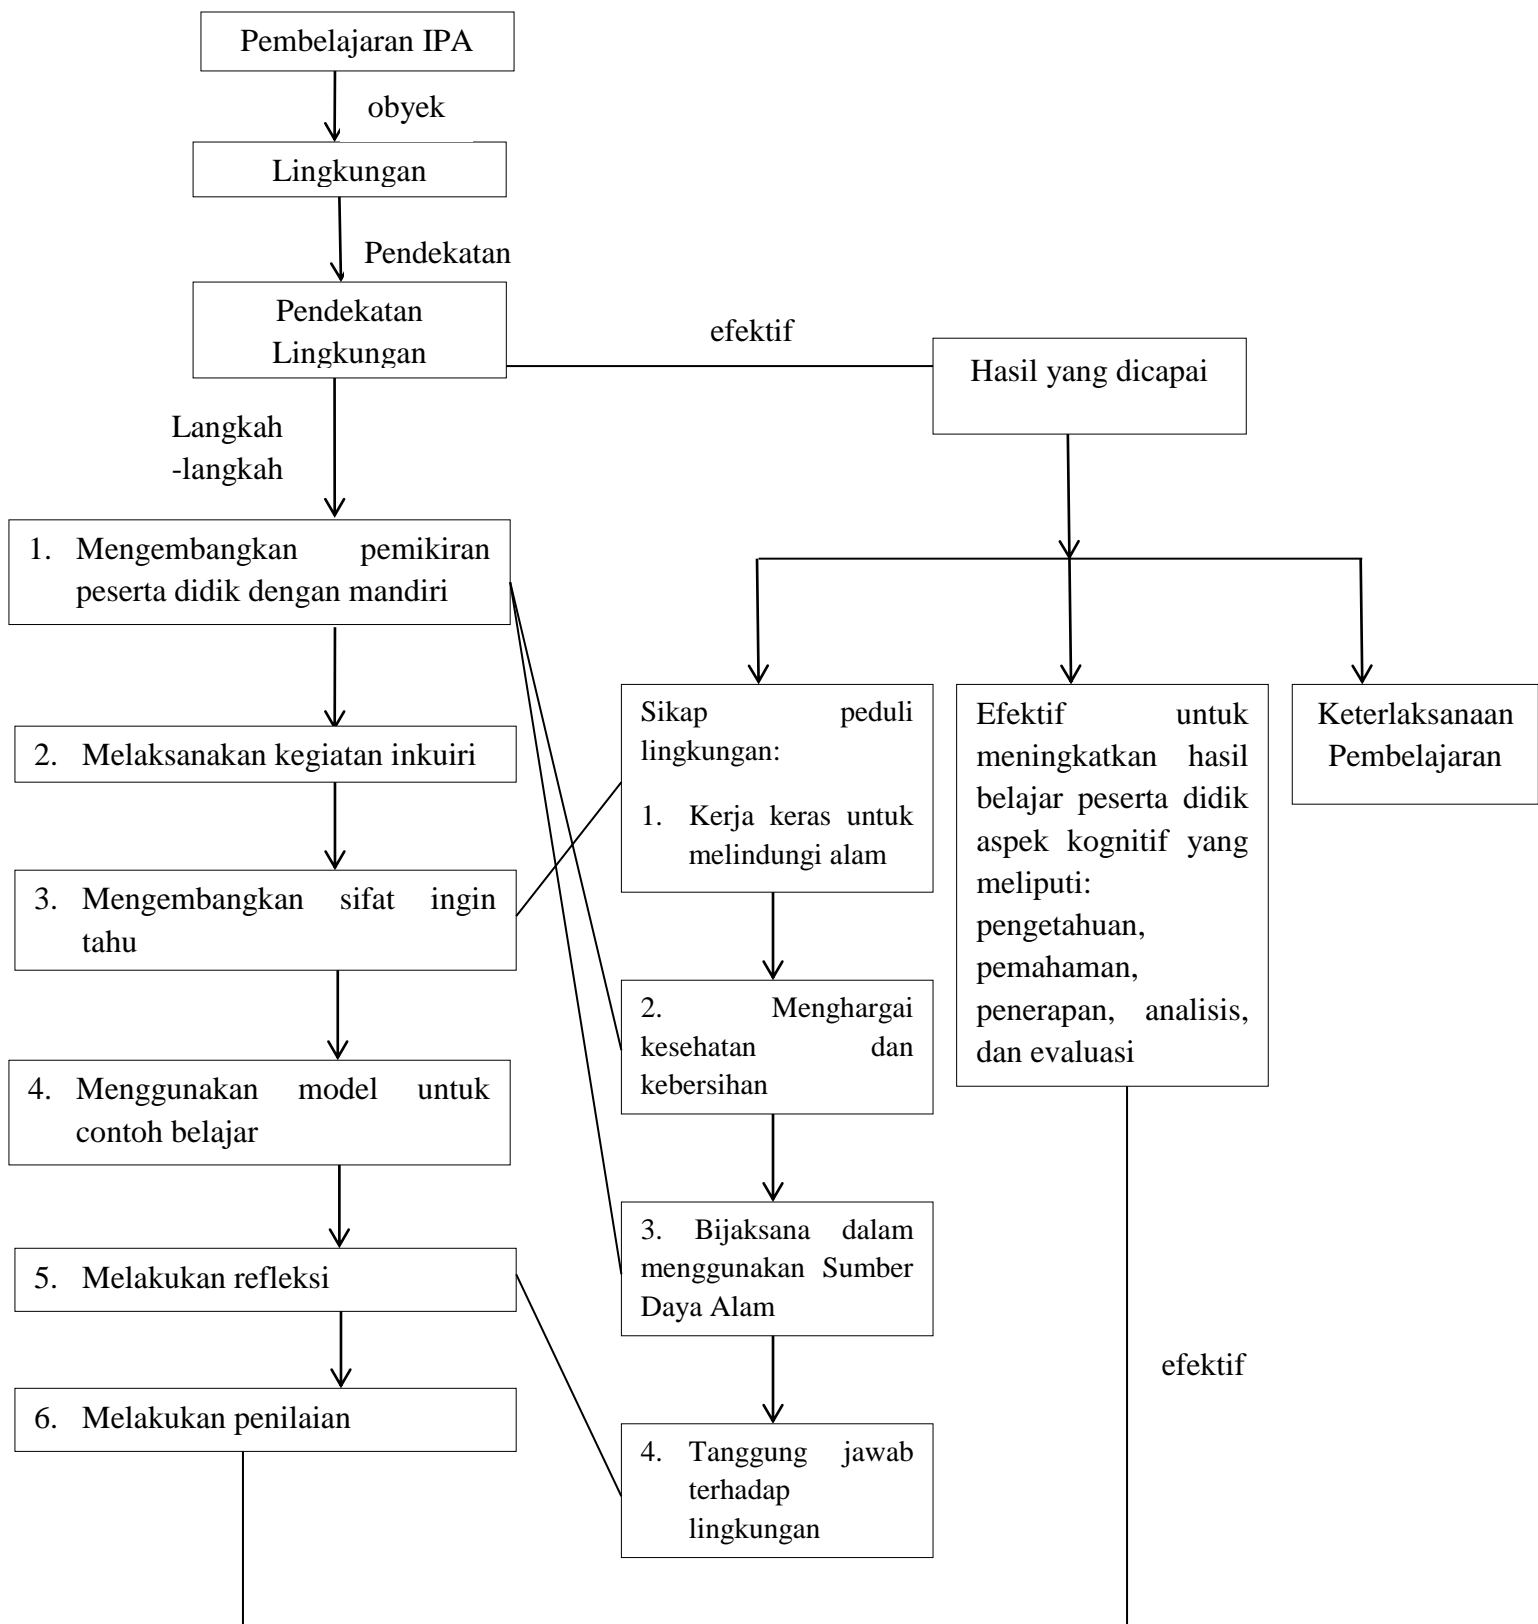 Pembelajaran IPA
obyek
Lingkungan
Pendekatan
Pendekatan
Lingkungan
efektif
Hasil yang dicapai
Langkah
-langkah
1. Mengembangkan pemikiran
peserta didik dengan mandiri
2. Melaksanakan kegiatan inkuiri
3. Mengembangkan sifat ingin
tahu
4. Menggunakan model untuk
contoh belajar
5. Melakukan refleksi
6. Melakukan penilaian
Sikap peduli
lingkungan:
1. Kerja keras untuk
melindungi alam
2. Menghargai
kesehatan dan
kebersihan
3. Bijaksana dalam
menggunakan Sumber
Daya Alam
4. Tanggung jawab
terhadap
lingkungan
Efektif untuk
meningkatkan hasil
belajar peserta didik
aspek kognitif yang
meliputi:
pengetahuan,
pemahaman,
penerapan, analisis,
dan evaluasi
Keterlaksanaan
Pembelajaran
efektif